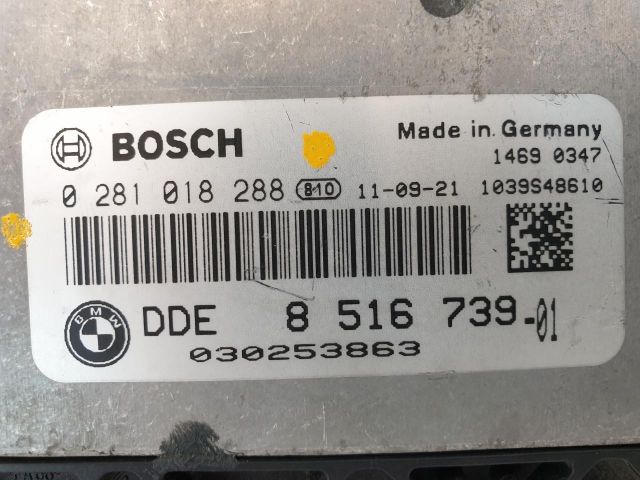 BOSCH
Made in Germany
1469 0347
0 281 018 288 810 11-09-21 1039S48610
BMW
DDE 8 516 739-01
030253863